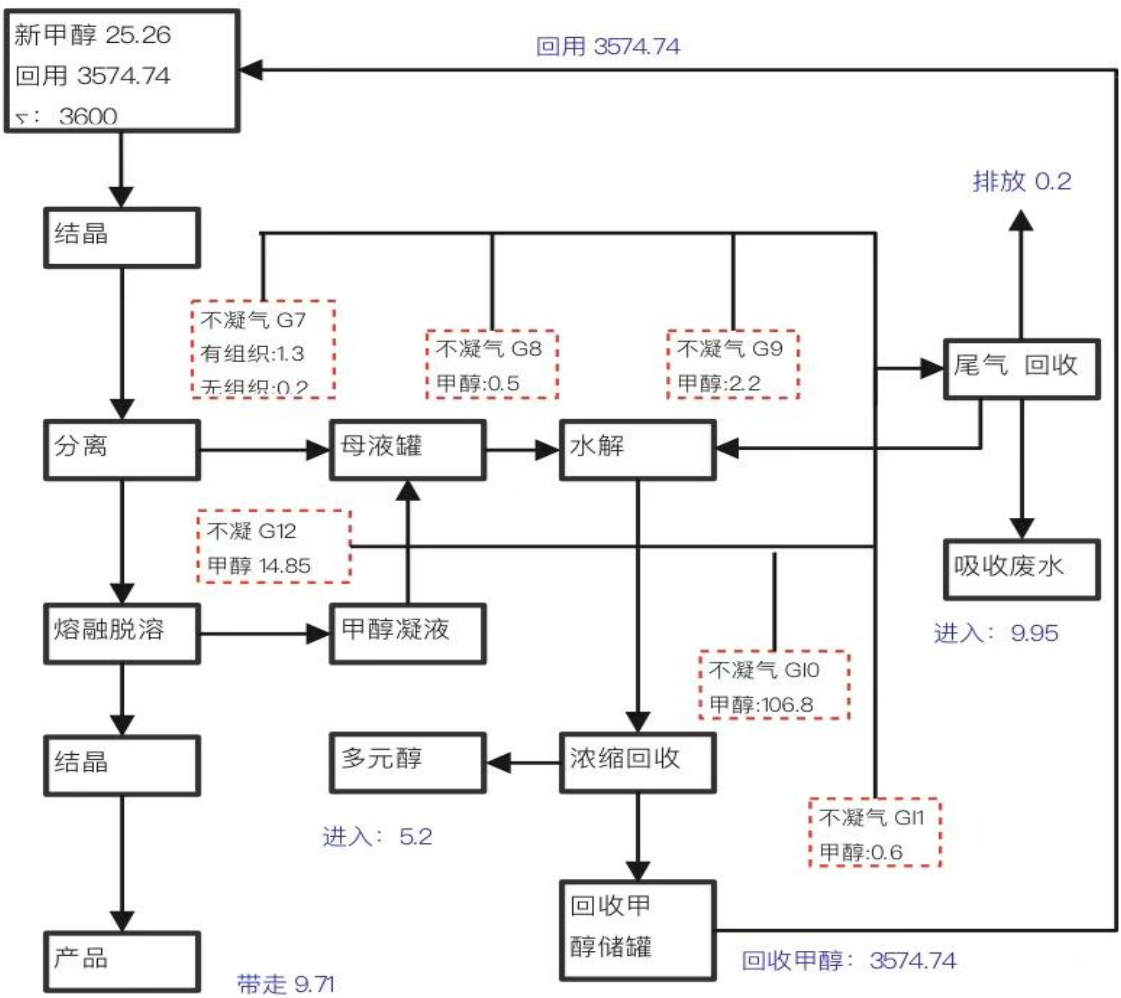 新甲醇 25.26
回用 3574.74
Σ: 3600
回用 3574.74
排放 0.2
结晶
不凝气 G7
有组织:1.3
无组织:0.2
不凝气 G8
甲醇:0.5
不凝气 G9
甲醇:2.2
尾气 回收
分离
母液罐
水解
不凝 G12
甲醇 14.85
吸收废水
进入: 9.95
熔融脱溶
甲醇凝液
不凝气 G10
甲醇:106.8
结晶
多元醇
浓缩回收
进入: 5.2
不凝气 G11
甲醇:0.6
回收甲
醇储罐
产品
带走 9.71
回收甲醇: 3574.74